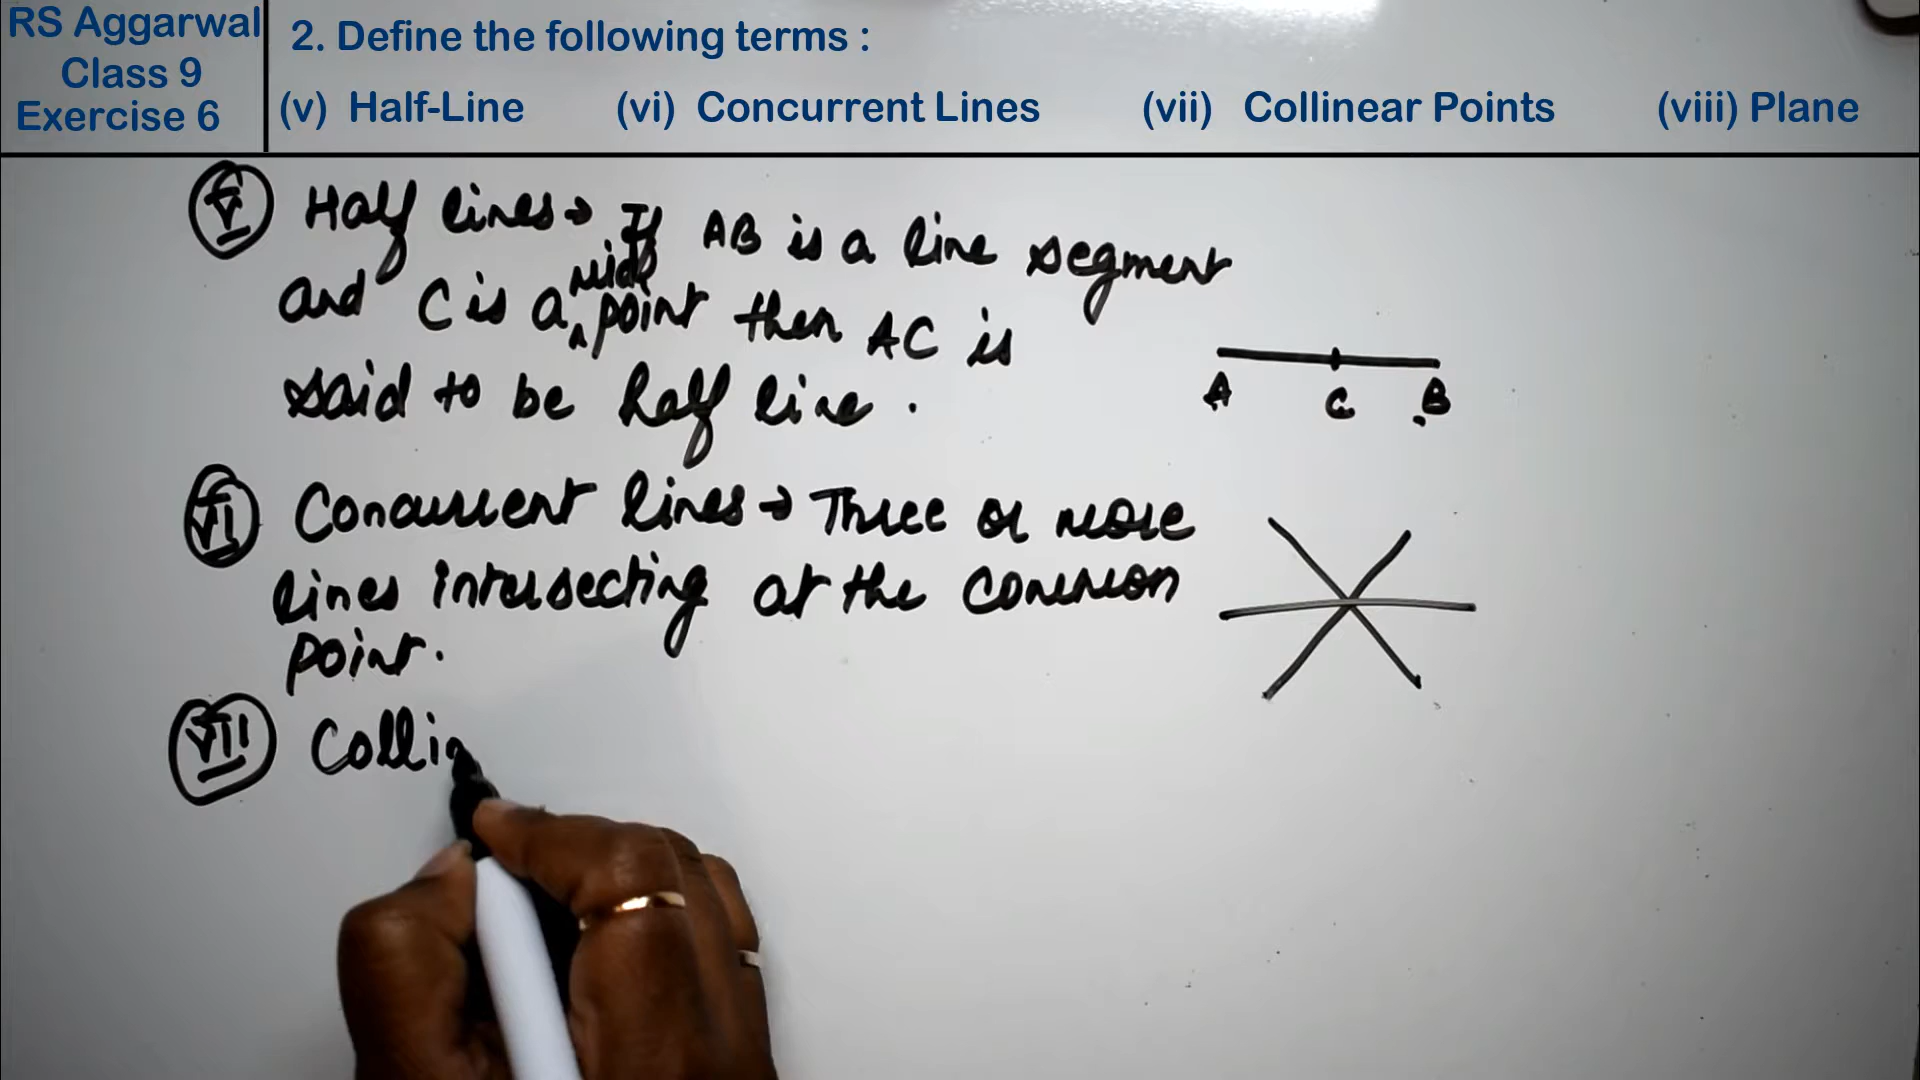 RS Aggarwal
Class 9
Exercise 6
2. Define the following terms :
(v) Half-Line (vi) Concurrent Lines (vii) Collinear Points (viii) Plane
V Half lines → If AB is a line segment
mid
and C is a ^ point then AC is
said to be half line .
A C B
VI Concurrent lines → Three or more
lines intersecting at the common
point.
VII Collin